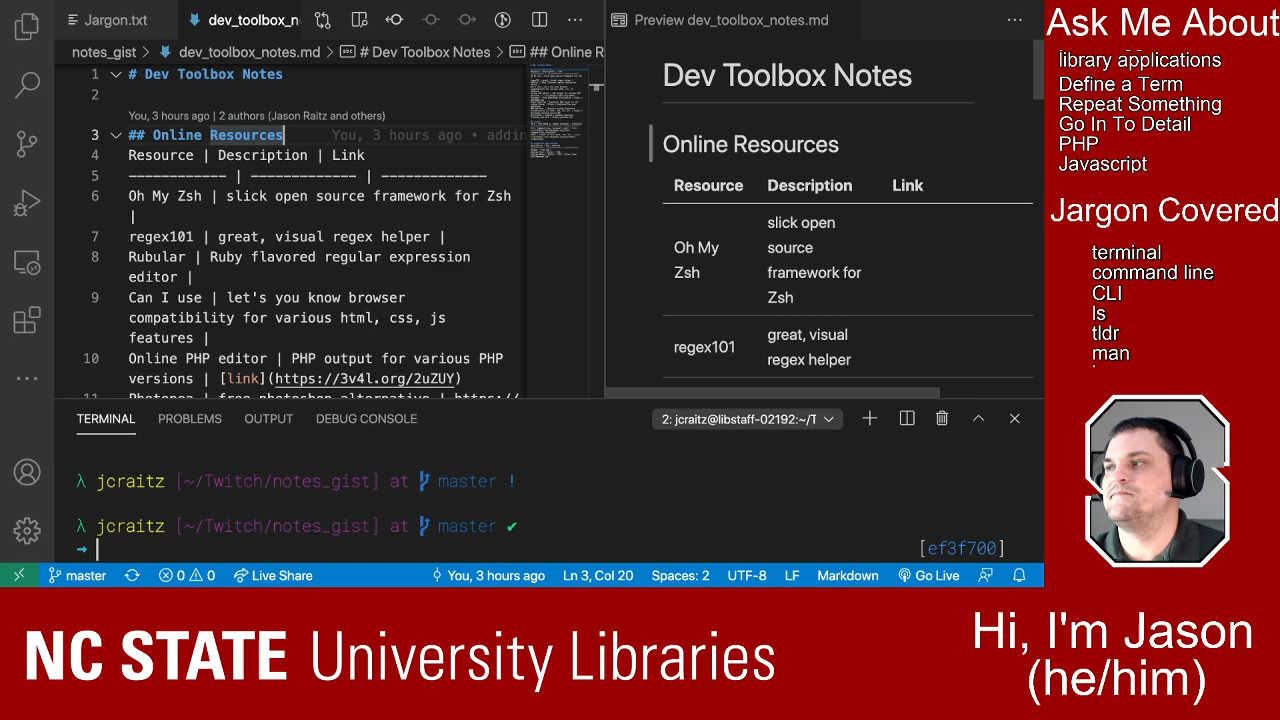 Jargon.txt
dev_toolbox_n
notes_gist > dev_toolbox_notes.md > # Dev Toolbox Notes > ## Online R
1 # Dev Toolbox Notes
2
You, 3 hours ago | 2 authors (Jason Raitz and others)
3 ## Online Resources You, 3 hours ago • addin
4 Resource | Description | Link
5 ------------ | ------------- | -------------
6 Oh My Zsh | slick open source framework for Zsh
|
7 regex101 | great, visual regex helper |
8 Rubular | Ruby flavored regular expression
editor |
9 Can I use | let's you know browser
compatibility for various html, css, js
features |
10 Online PHP editor | PHP output for various PHP
versions | [link](https://3v4l.org/2uZUY)
11 Photopea | free photoshop alternative | https://
Preview dev_toolbox_notes.md
Dev Toolbox Notes
Online Resources
Resource Description Link
Oh My
Zsh
slick open
source
framework for
Zsh
regex101
great, visual
regex helper
TERMINAL PROBLEMS OUTPUT DEBUG CONSOLE
2: jcraitz@libstaff-02192:~/T
λ jcraitz [~/Twitch/notes_gist] at master !
λ jcraitz [~/Twitch/notes_gist] at master ✔
→ [ef3f700]
master 0 0 Live Share You, 3 hours ago Ln 3, Col 20 Spaces: 2 UTF-8 LF Markdown Go Live
Ask Me About
library applications
Define a Term
Repeat Something
Go In To Detail
PHP
Javascript
Jargon Covered
terminal
command line
CLI
ls
tldr
man
NC STATE University Libraries
Hi, I'm Jason
(he/him)